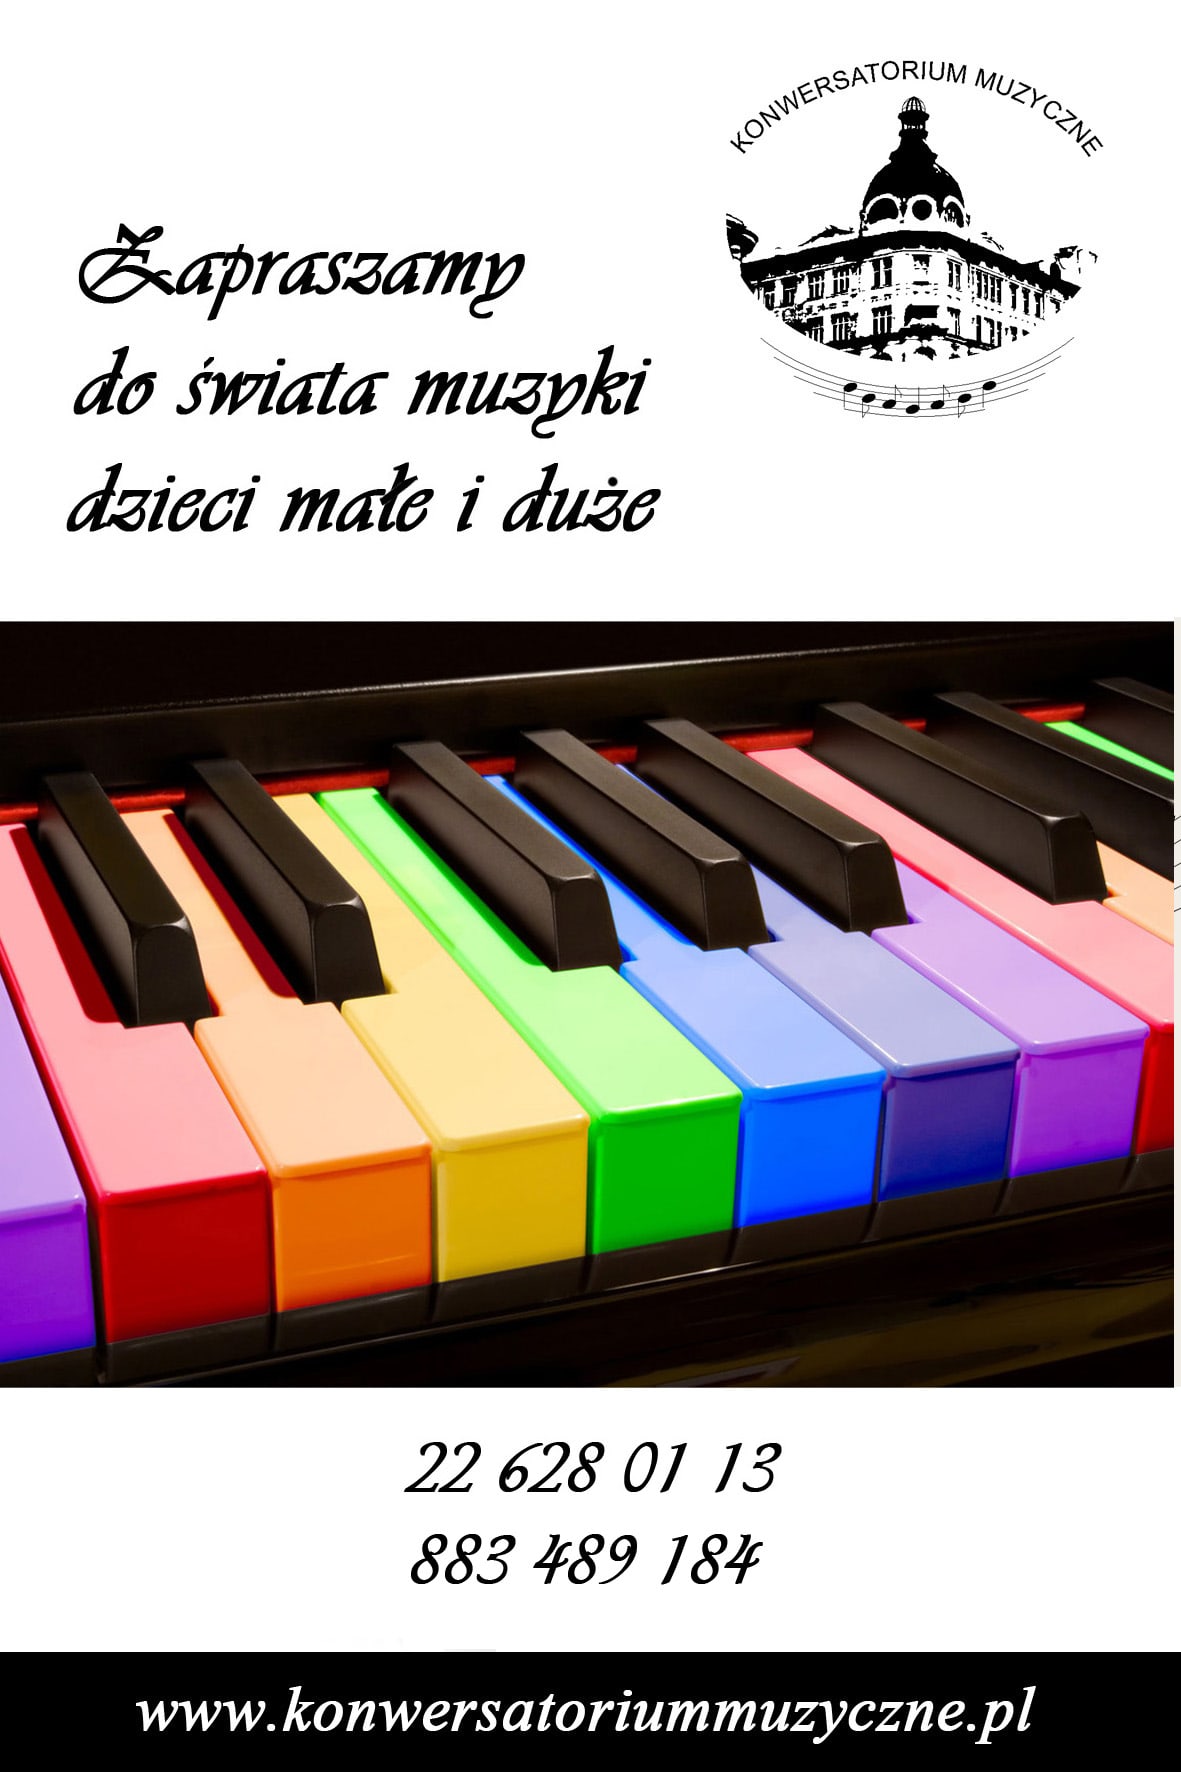 KONWERSATORIUM MUZYCZNE
Zapraszamy
do świata muzyki
dzieci małe i duże
22 628 01 13
883 489 184
www.konwersatoriummuzyczne.pl